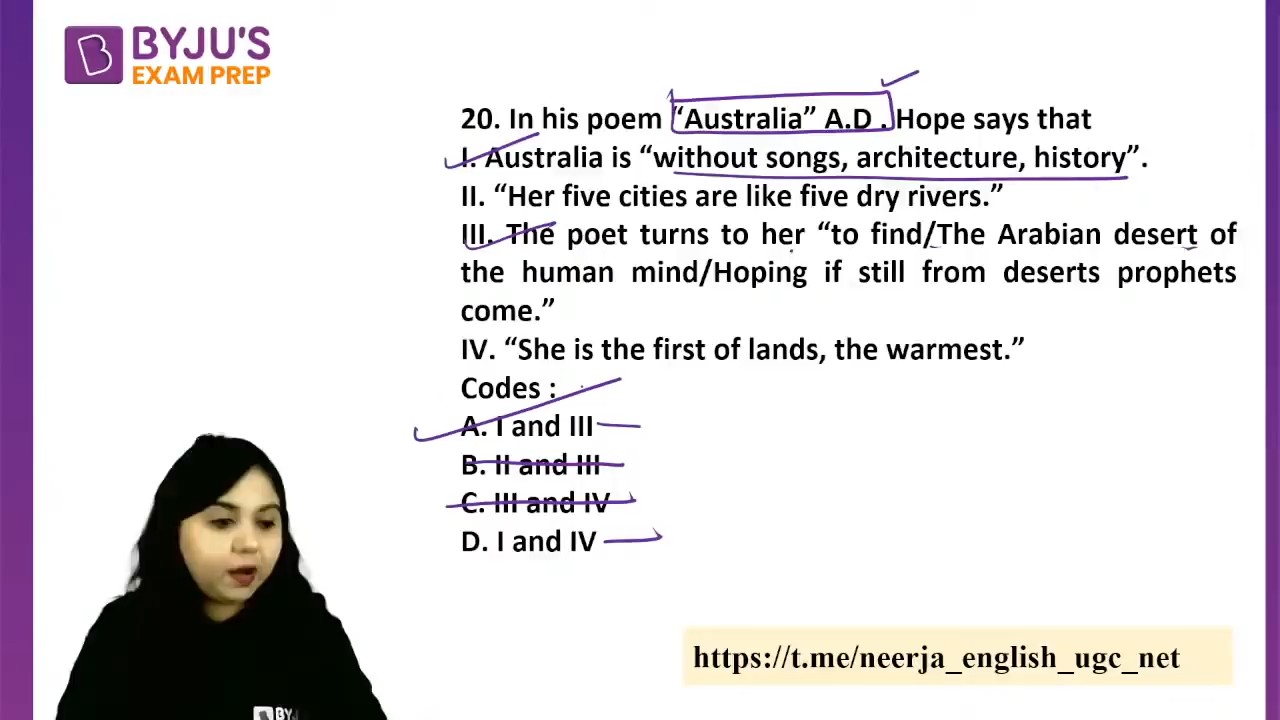 BYJU'S
EXAM PREP
20. In his poem “Australia” A.D . Hope says that
I. Australia is “without songs, architecture, history”.
II. “Her five cities are like five dry rivers.”
III. The poet turns to her “to find/The Arabian desert of
the human mind/Hoping if still from deserts prophets
come.”
IV. “She is the first of lands, the warmest.”
Codes :
A. I and III
B. II and III
C. III and IV
D. I and IV
https://t.me/neerja_english_ugc_net
BYJ